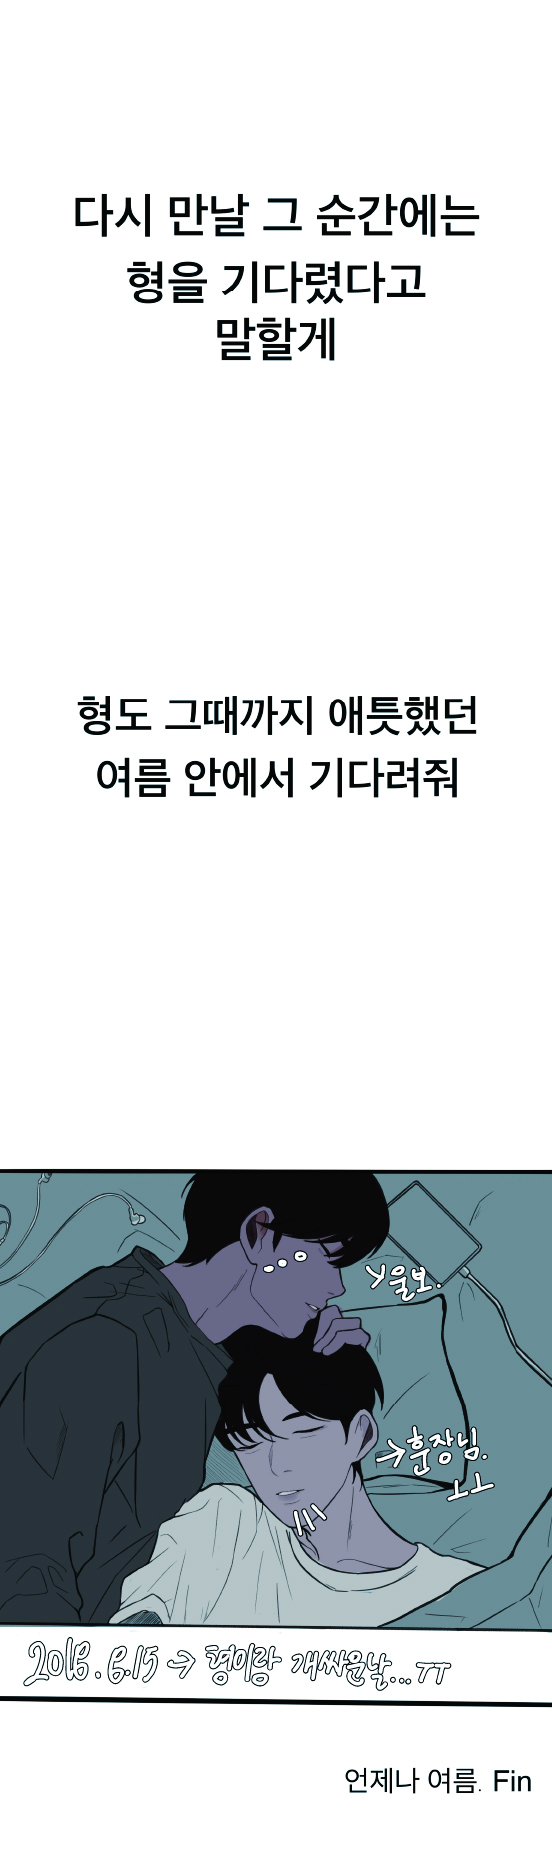 다시 만날 그 순간에는
형을 기다렸다고
말할게
형도 그때까지 애틋했던
여름 안에서 기다려줘
울보.
→훈장님.
ㅗㅗ
2016.6.15 → 형이랑 개싸운날...ㅠㅠ
언제나 여름. Fin